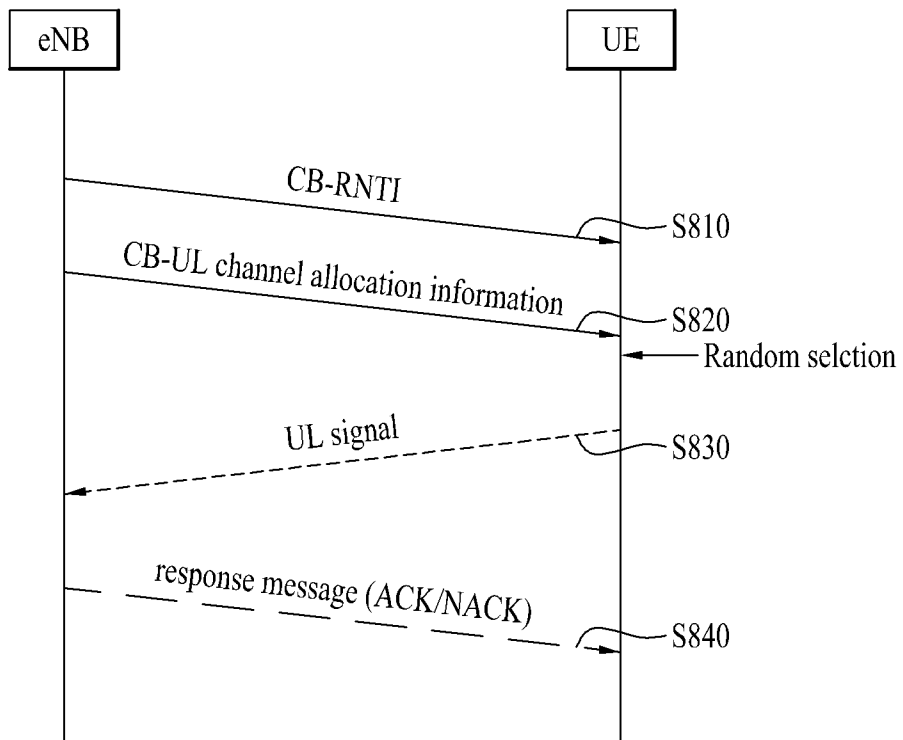 eNB
UE
CB-RNTI
S810
CB-UL channel allocation information
S820
Random selction
UL signal
S830
response message (ACK/NACK)
S840